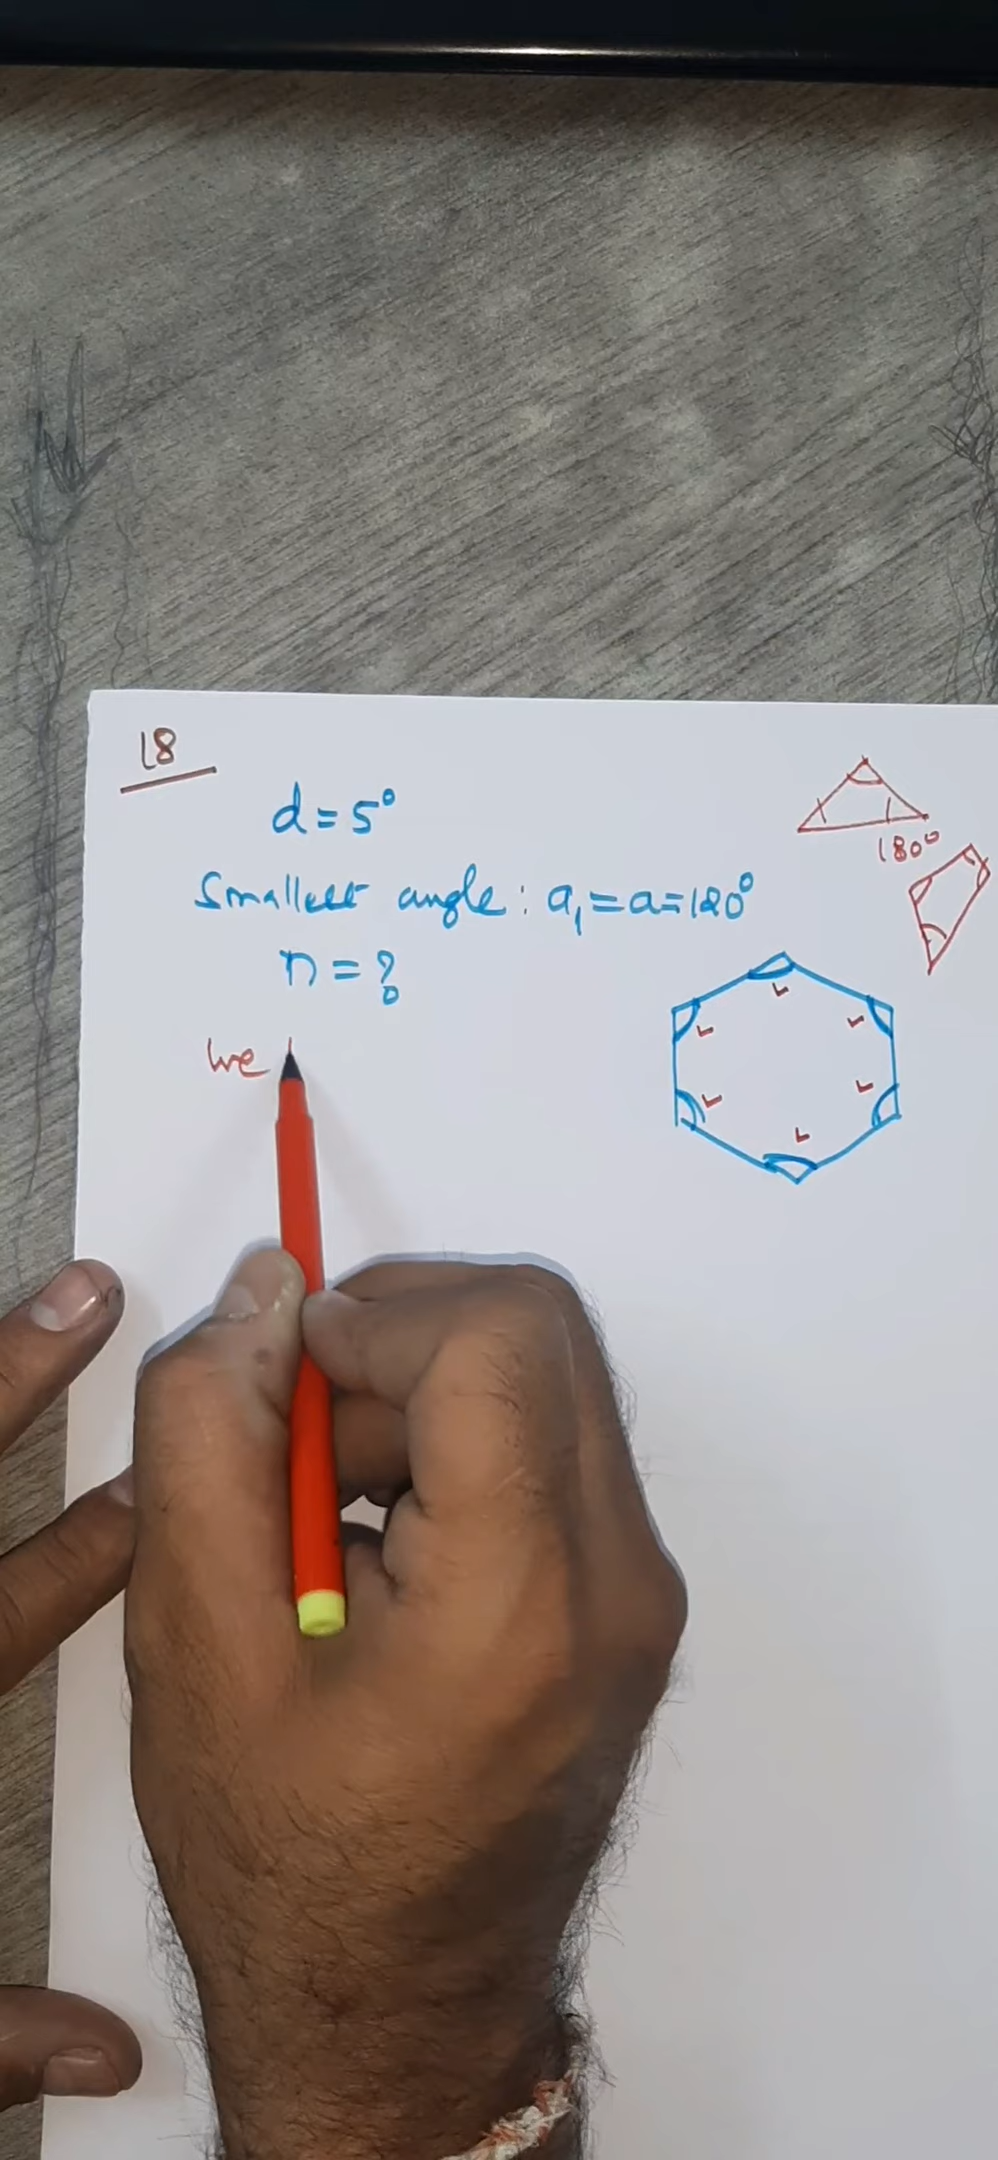 18
d = 5°
Smallest angle : a₁ = a = 120°
n = ?
We
180°